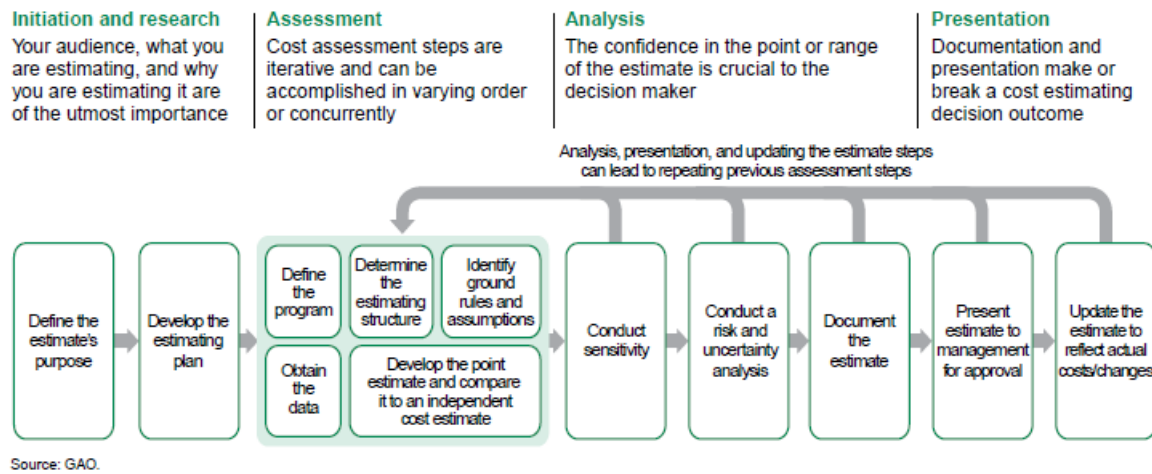 Initiation and research
Your audience, what you
are estimating, and why
you are estimating it are
of the utmost importance
Assessment
Cost assessment steps are
iterative and can be
accomplished in varying order
or concurrently
Analysis
The confidence in the point or range
of the estimate is crucial to the
decision maker
Presentation
Documentation and
presentation make or
break a cost estimating
decision outcome
Analysis, presentation, and updating the estimate steps
can lead to repeating previous assessment steps
Define the
estimate's
purpose
Develop the
estimating
plan
Define
the
program
Determine
the
estimating
structure
Identify
ground
rules and
assumptions
Obtain
the
data
Develop the point
estimate and compare
it to an independent
cost estimate
Conduct
sensitivity
Conduct a
risk and
uncertainty
analysis
Document
the
estimate
Present
estimate to
management
for approval
Update the
estimate to
reflect actual
costs/changes
Source: GAO.